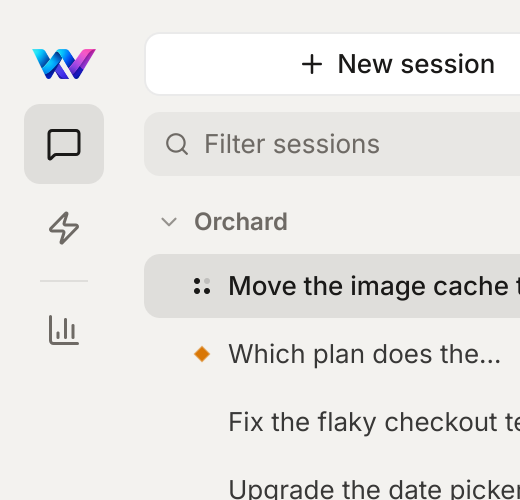 New session
Filter sessions
Orchard
Move the image cache
Which plan does the...
Fix the flaky checkout
Upgrade the date picker